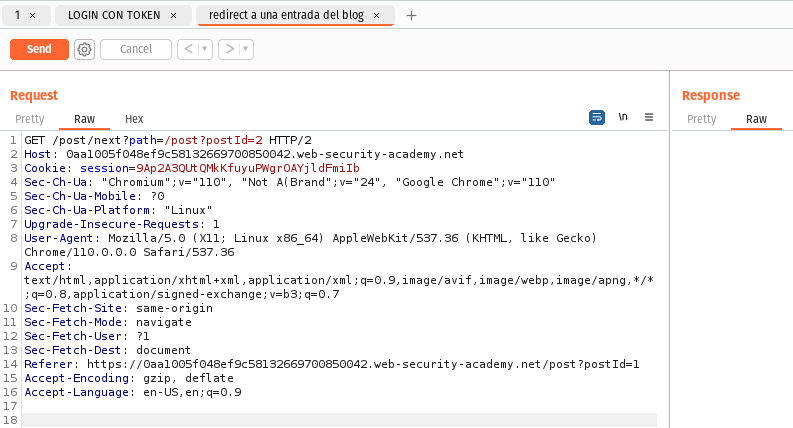 1 × LOGIN CON TOKEN × redirect a una entrada del blog × +
Send Cancel < >
Request Response
Pretty Raw Hex \n Pretty Raw
1 GET /post/next?path=/post?postId=2 HTTP/2
2 Host: 0aa1005f048ef9c58132669700850042.web-security-academy.net
3 Cookie: session=9Ap2A3QUtQMkKfuyuPWgrOAYjldFmiIb
4 Sec-Ch-Ua: "Chromium";v="110", "Not A(Brand";v="24", "Google Chrome";v="110"
5 Sec-Ch-Ua-Mobile: ?0
6 Sec-Ch-Ua-Platform: "Linux"
7 Upgrade-Insecure-Requests: 1
8 User-Agent: Mozilla/5.0 (X11; Linux x86_64) AppleWebKit/537.36 (KHTML, like Gecko)
Chrome/110.0.0.0 Safari/537.36
9 Accept:
text/html,application/xhtml+xml,application/xml;q=0.9,image/avif,image/webp,image/apng,*/*
;q=0.8,application/signed-exchange;v=b3;q=0.7
10 Sec-Fetch-Site: same-origin
11 Sec-Fetch-Mode: navigate
12 Sec-Fetch-User: ?1
13 Sec-Fetch-Dest: document
14 Referer: https://0aa1005f048ef9c58132669700850042.web-security-academy.net/post?postId=1
15 Accept-Encoding: gzip, deflate
16 Accept-Language: en-US,en;q=0.9
17
18